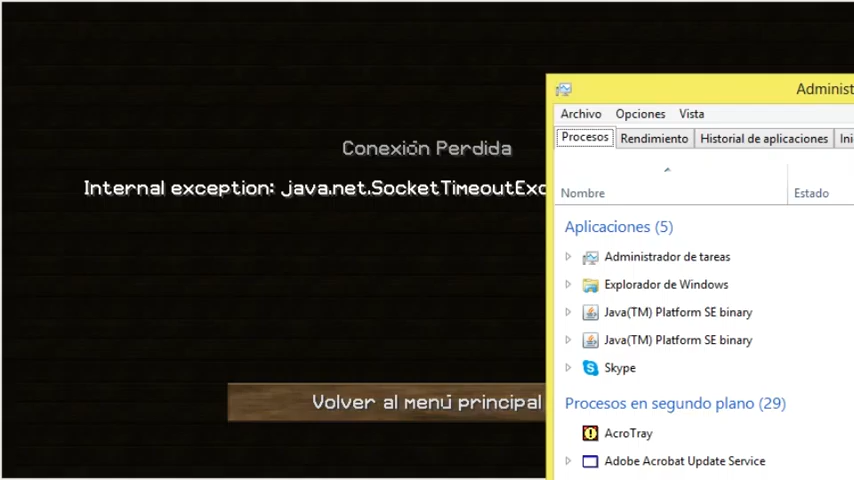 Conexión Perdida
Internal exception: java.net.SocketTimeoutExc
Volver al menú principal
Administ
Archivo Opciones Vista
Procesos Rendimiento Historial de aplicaciones Ini
Nombre Estado
Aplicaciones (5)
Administrador de tareas
Explorador de Windows
Java(TM) Platform SE binary
Java(TM) Platform SE binary
Skype
Procesos en segundo plano (29)
AcroTray
Adobe Acrobat Update Service